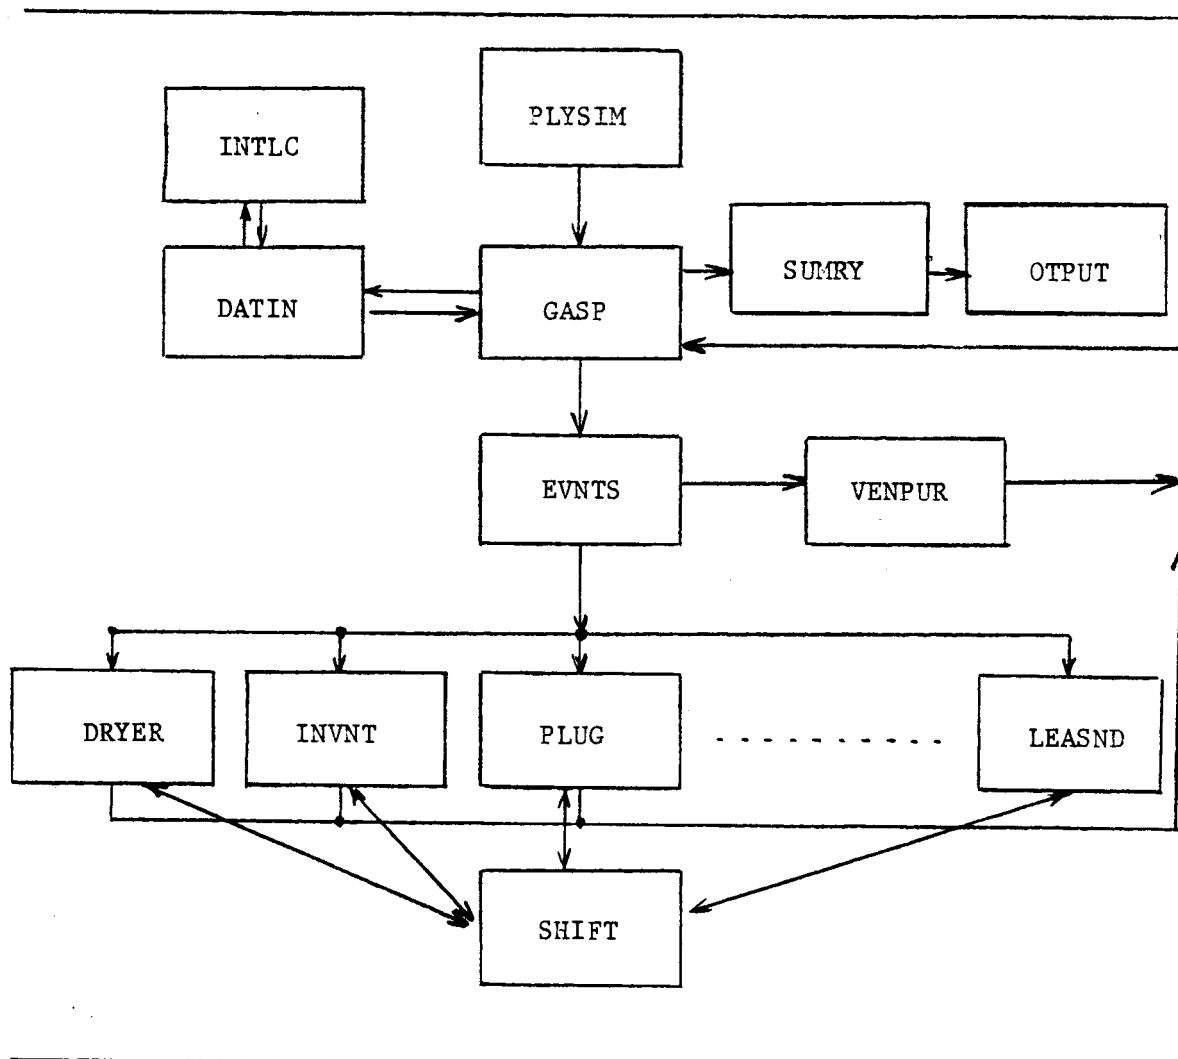 PLYSIM
INTLC
SUMRY
OTPUT
DATIN
GASP
EVNTS
VENPUR
DRYER
INVNT
PLUG
LEASND
SHIFT